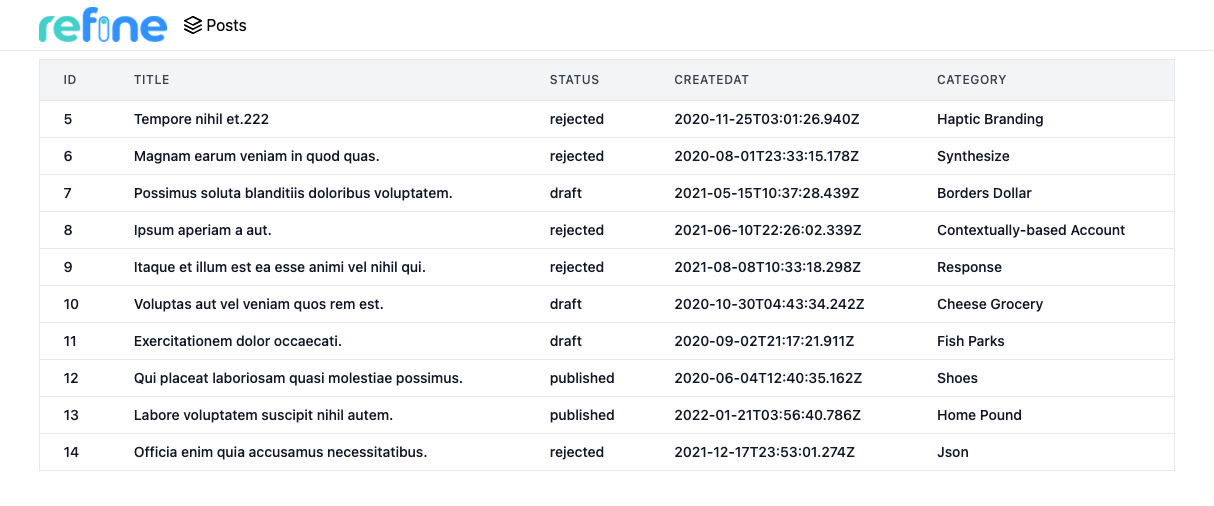 refine Posts
ID TITLE STATUS CREATEDAT CATEGORY
5 Tempore nihil et.222 rejected 2020-11-25T03:01:26.940Z Haptic Branding
6 Magnam earum veniam in quod quas. rejected 2020-08-01T23:33:15.178Z Synthesize
7 Possimus soluta blanditiis doloribus voluptatem. draft 2021-05-15T10:37:28.439Z Borders Dollar
8 Ipsum aperiam a aut. rejected 2021-06-10T22:26:02.339Z Contextually-based Account
9 Itaque et illum est ea esse animi vel nihil qui. rejected 2021-08-08T10:33:18.298Z Response
10 Voluptas aut vel veniam quos rem est. draft 2020-10-30T04:43:34.242Z Cheese Grocery
11 Exercitationem dolor occaecati. draft 2020-09-02T21:17:21.911Z Fish Parks
12 Qui placeat laboriosam quasi molestiae possimus. published 2020-06-04T12:40:35.162Z Shoes
13 Labore voluptatem suscipit nihil autem. published 2022-01-21T03:56:40.786Z Home Pound
14 Officia enim quia accusamus necessitatibus. rejected 2021-12-17T23:53:01.274Z Json